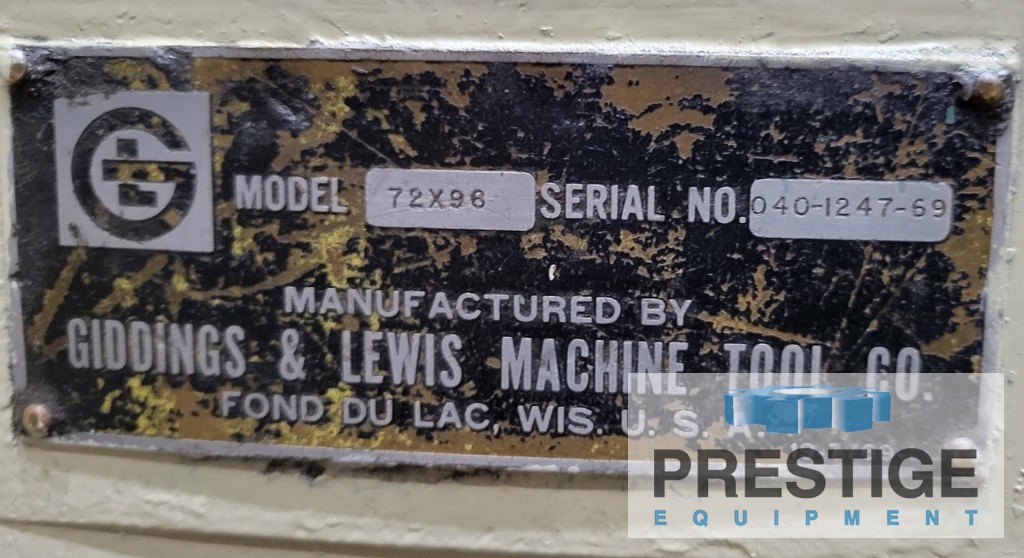 MODEL 72X96 SERIAL NO. 040-1247-69
MANUFACTURED BY
GIDDINGS & LEWIS MACHINE TOOL CO.
FOND DU LAC, WIS. U. S. A.
PRESTIGE
EQUIPMENT